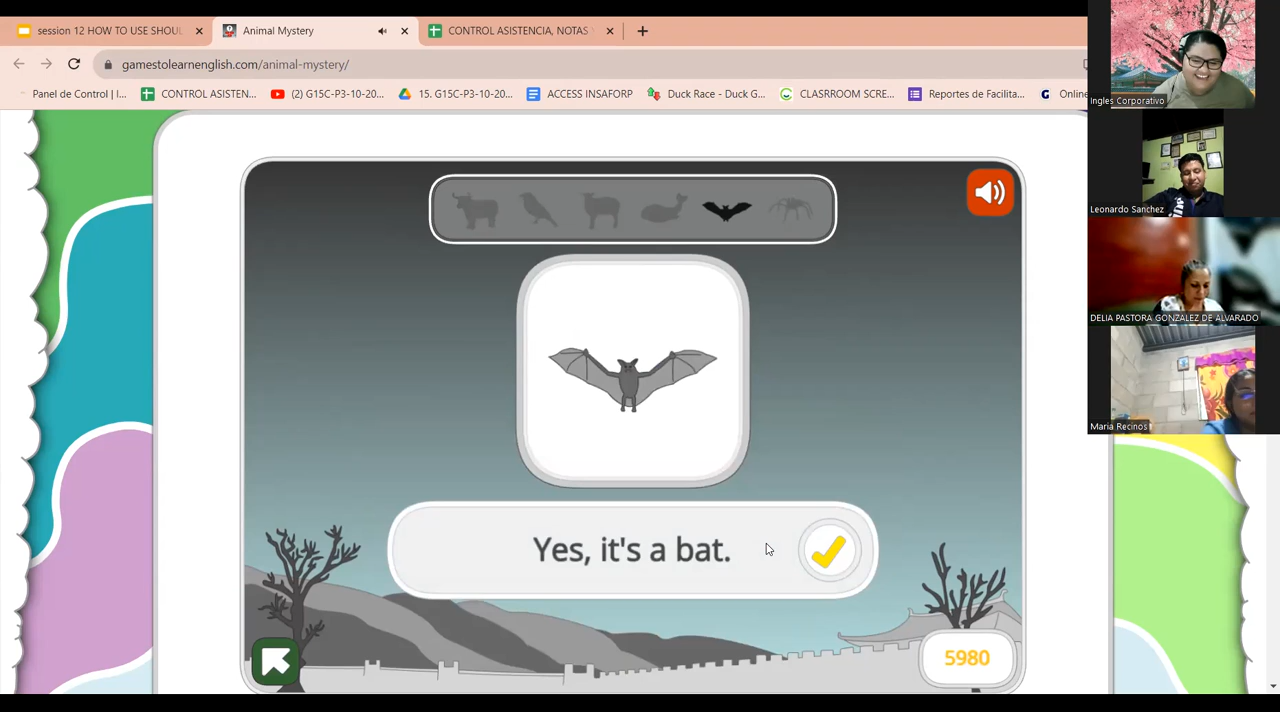 session 12 HOW TO USE SHOUL
Animal Mystery
CONTROL ASISTENCIA, NOTAS
gamestolearnenglish.com/animal-mystery/
Panel de Control | I...
CONTROL ASISTEN...
(2) G15C-P3-10-20...
15. G1SC-P3-10-20...
ACCESS INSAFORP
Duck Race - Duck G...
CLASRROOM SCRE...
Reportes de Facilita...
Online
Ingles Corporativo
Leonardo Sanchez
DELIA PASTORA GONZALEZ DE ALVARADO
Maria Recinos
Yes, it's a bat.
5980